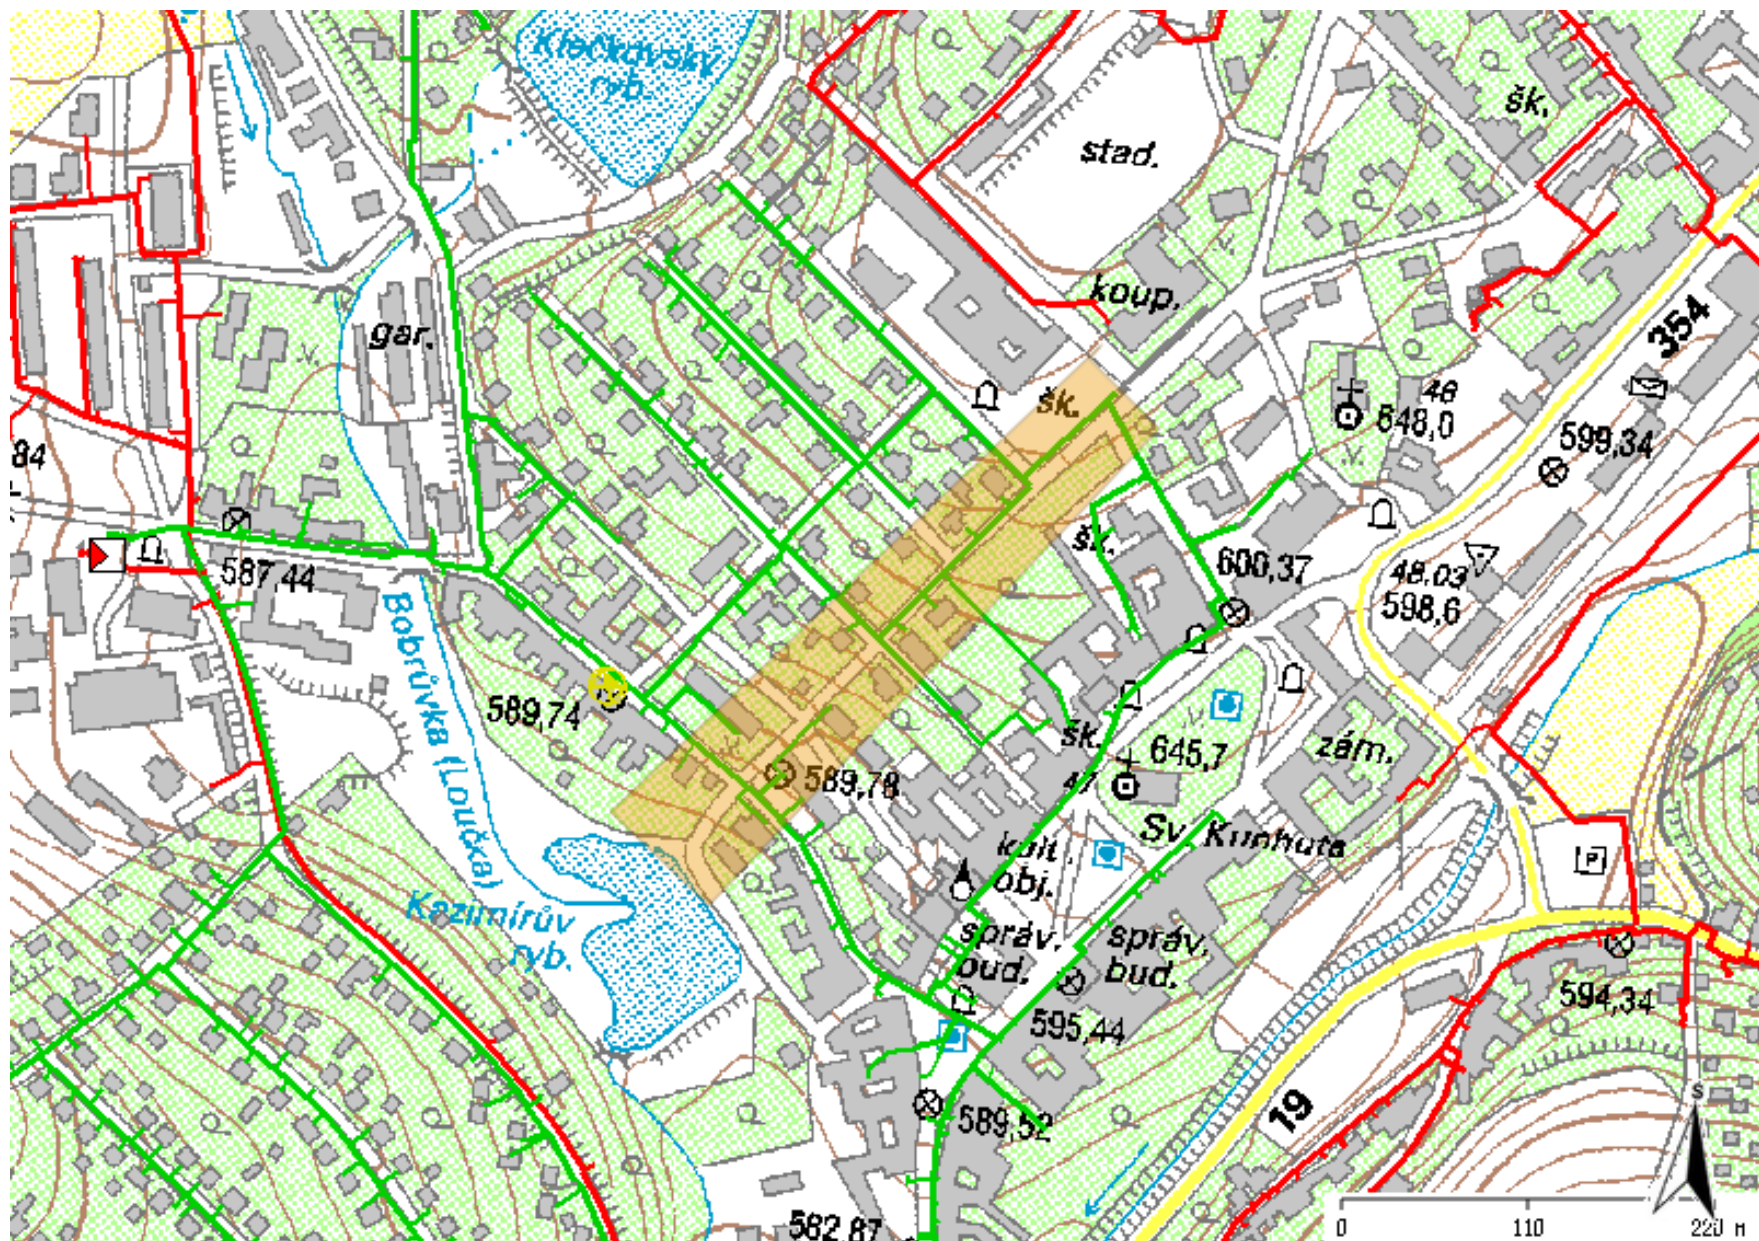 Klečkovský
ryb.
šk.
stad.
koup.
gar.
354
šk.
48
648,0
599,34
84
šk.
600,37
48.03
598,6
587,44
Bobrůvka (Loučka)
589,74
šk.
645,7
zám.
589,78
47
Sv. Kunhuta
kult.
obj.
P
Kazimírův
ryb.
správ.
bud.
správ.
bud.
594,34
595,44
589,52
19
S
582,87
0 110 220 м